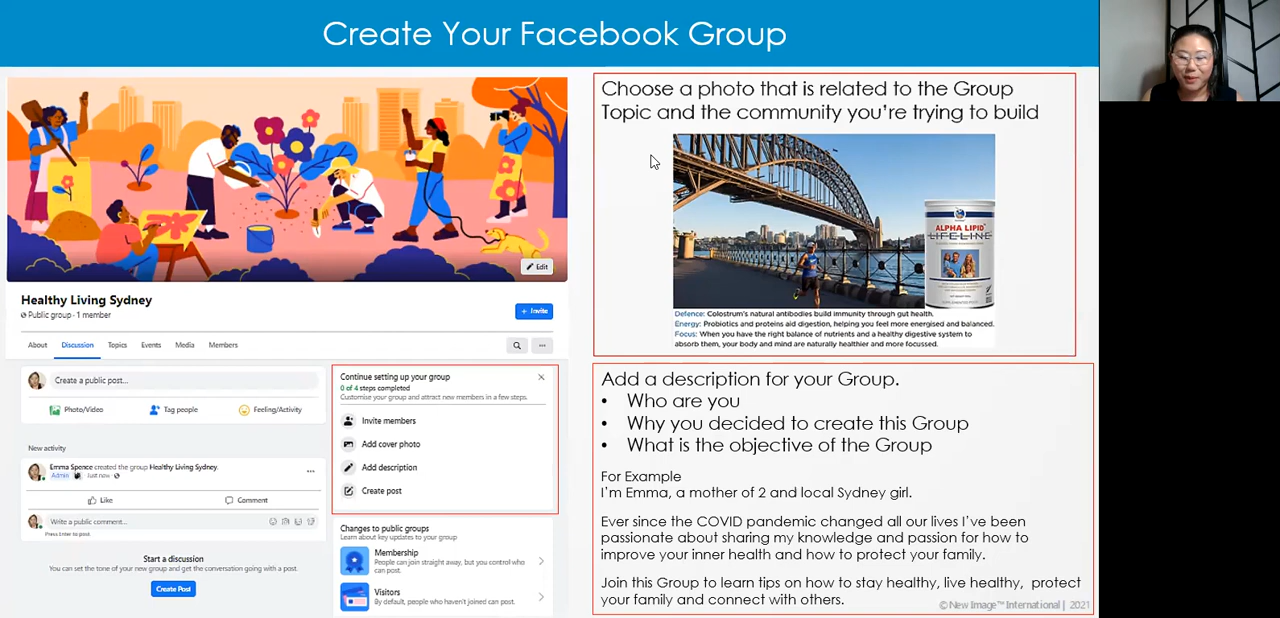 Create Your Facebook Group
Edit
Healthy Living Sydney
Public group · 1 member
+ Invite
About
Discussion
Topics
Events
Media
Members
Create a public post...
Photo/Video
Tag people
Feeling/Activity
New activity
Emma Spence created the group Healthy Living Sydney.
Admin
Just now
Like
Comment
Write a public comment...
Press Enter to post.
Start a discussion
You can set the tone of your new group and get the conversation going with a post.
Create Post
Continue setting up your group
0 of 4 steps completed
Customise your group and attract new members in a few steps.
Invite members
Add cover photo
Add description
Create post
Changes to public groups
Learn about key updates to your group
Membership
People can join straight away, but you control who
can post.
Visitors
By default, people who haven't joined can post.
Choose a photo that is related to the Group
Topic and the community you're trying to build
ALPHA LIPID
LIFELINE
Defence: Colostrum's natural antibodies build immunity through gut health.
Energy: Probiotics and proteins aid digestion, helping you feel more energised and balanced.
Focus: When you have the right balance of nutrients and a healthy digestive system to
absorb them, your body and mind are naturally healthier and more focussed.
Add a description for your Group.
• Who are you
• Why you decided to create this Group
• What is the objective of the Group
For Example
I'm Emma, a mother of 2 and local Sydney girl.
Ever since the COVID pandemic changed all our lives I've been
passionate about sharing my knowledge and passion for how to
improve your inner health and how to protect your family.
Join this Group to learn tips on how to stay healthy, live healthy, protect
your family and connect with others.
© New Image™ International | 2021